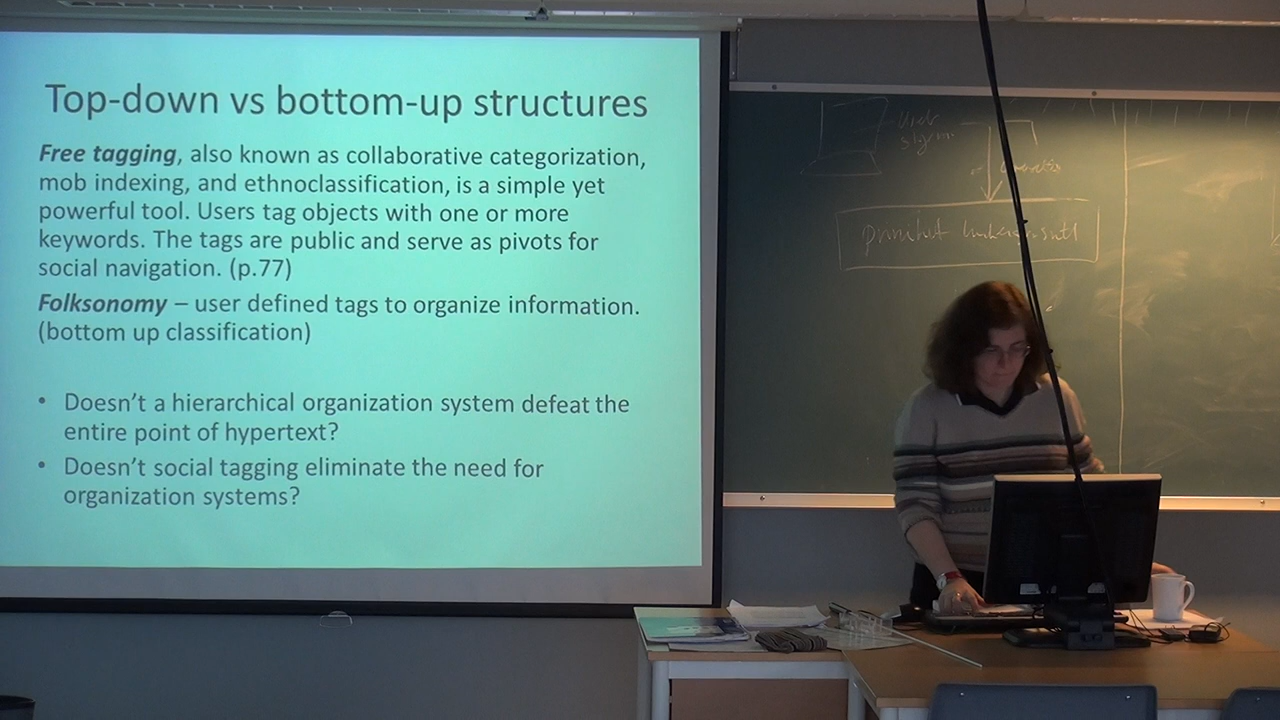 Top-down vs bottom-up structures
Free tagging, also known as collaborative categorization,
mob indexing, and ethnoclassification, is a simple yet
powerful tool. Users tag objects with one or more
keywords. The tags are public and serve as pivots for
social navigation. (p.77)
Folksonomy – user defined tags to organize information.
(bottom up classification)
• Doesn’t a hierarchical organization system defeat the
entire point of hypertext?
• Doesn’t social tagging eliminate the need for
organization systems?